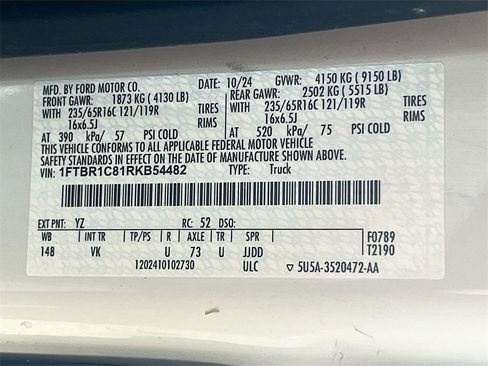 MFD. BY FORD MOTOR CO. DATE: 10/24 GVWR: 4150 KG ( 9150 LB)
FRONT GAWR: 1873 KG ( 4130 LB) REAR GAWR: 2502 KG ( 5515 LB)
WITH 235/65R16C 121/119R TIRES WITH 235/65R16C 121/119R TIRES
16x6.5J RIMS 16x6.5J RIMS
AT 390 kPa/ 57 PSI COLD AT 520 kPa/ 75 PSI COLD
THIS VEHICLE CONFORMS TO ALL APPLICABLE FEDERAL MOTOR VEHICLE
SAFETY STANDARDS IN EFFECT ON THE DATE OF MANUFACTURE SHOWN ABOVE.
VIN: 1FTBR1C81RKB54482 TYPE: Truck
EXT PNT: YZ RC: 52 DSO:
WB INT TR TP/PS R AXLE TR SPR F0789
148 VK U 73 U JJDD T2190
1202410102730 ULC ▽ 5U5A-3520472-AA